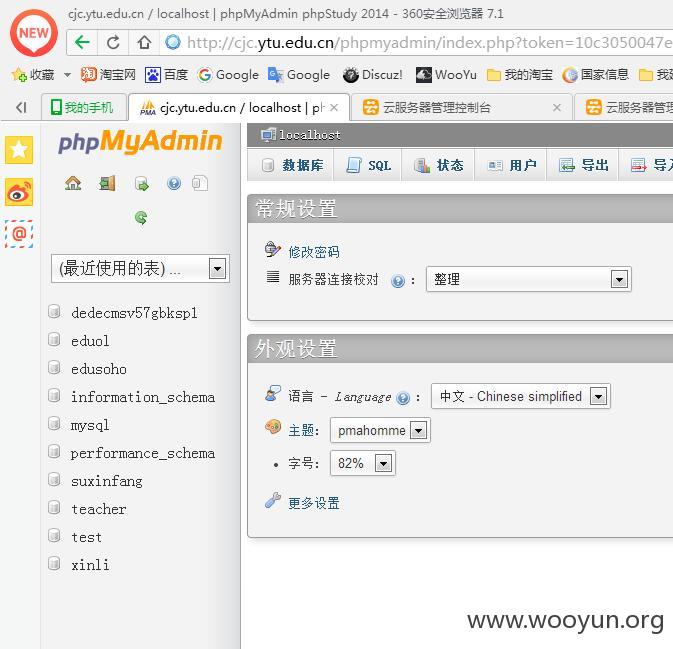 cjc.ytu.edu.cn / localhost | phpMyAdmin phpStudy 2014 - 360安全浏览器 7.1
NEW
http://cjc.ytu.edu.cn/phpmyadmin/index.php?token=10c3050047e
收藏 淘宝网 百度 Google Google Discuz! WooYu 我的淘宝 国家信息 我建
我的手机 cjc.ytu.edu.cn / localhost | ph 云服务器管理控制台 云服务器管理
phpMyAdmin
(最近使用的表) ...
dedecmsv57gbksp1
eduol
edusoho
information_schema
mysql
performance_schema
suxinfang
teacher
test
xinli
localhost
数据库 SQL 状态 用户 导出 导入
常规设置
修改密码
服务器连接校对 : 整理
外观设置
语言 - Language : 中文 - Chinese simplified
主题: pmahomme
字号: 82%
更多设置
www.wooyun.org